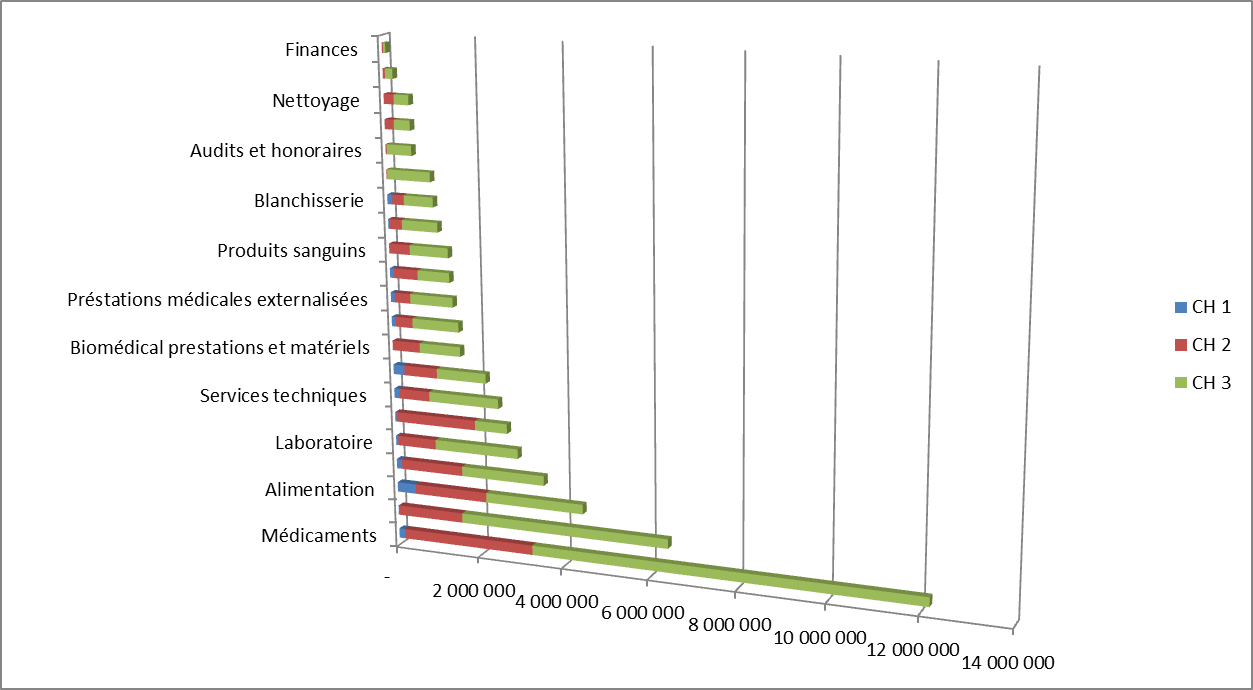 Finances
Nettoyage
Audits et honoraires
Blanchisserie
Produits sanguins
Préstations médicales externalisées
Biomédical prestations et matériels
Services techniques
Laboratoire
Alimentation
Médicaments
-
2 000 000
4 000 000
6 000 000
8 000 000
10 000 000
12 000 000
14 000 000
CH 1
CH 2
CH 3